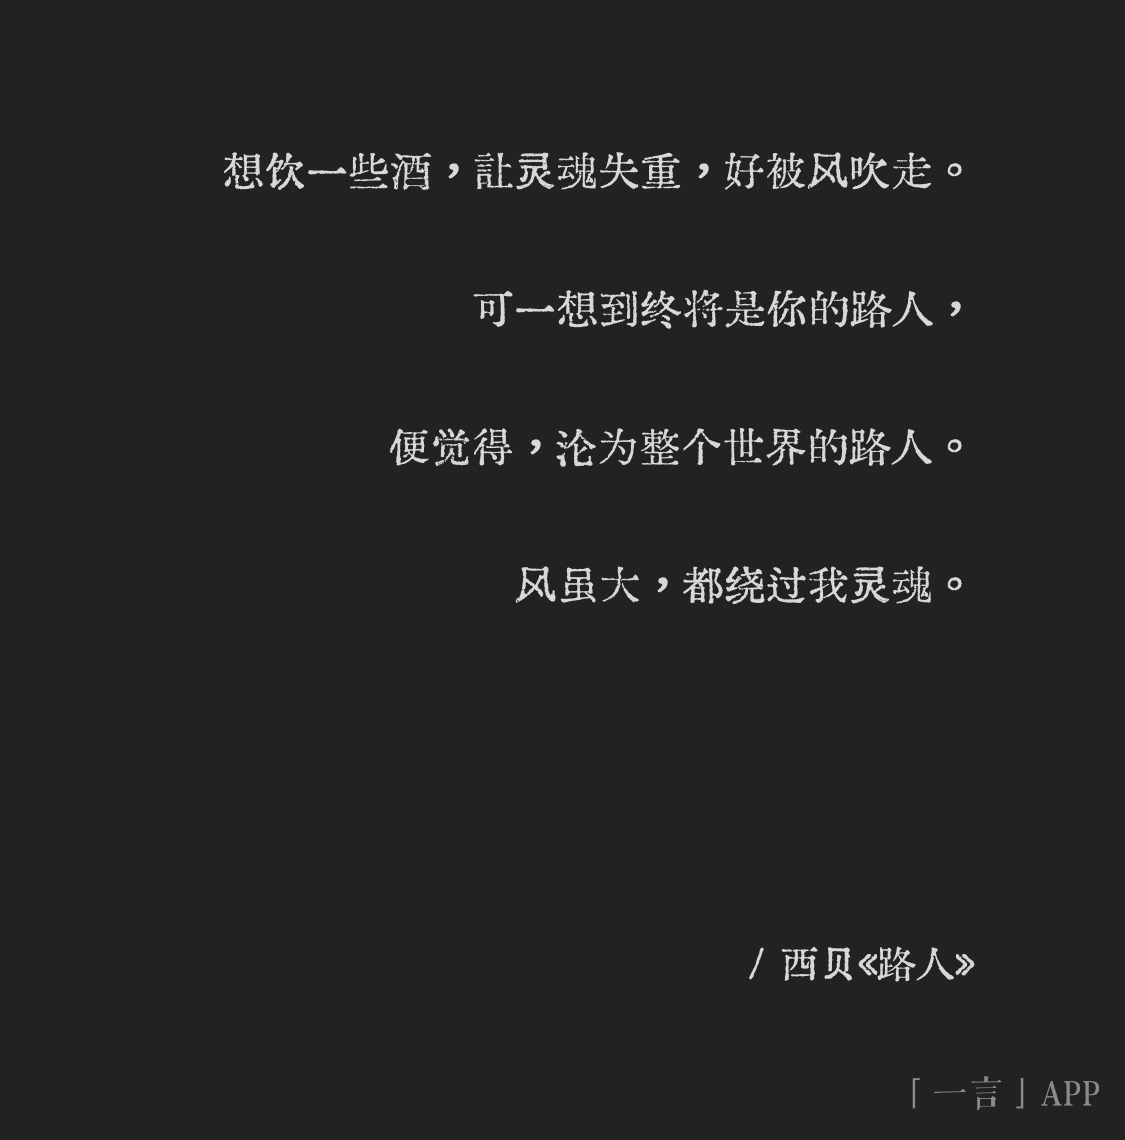 想饮一些酒，訖灵魂失重，好被风吹走。
可一想到终将是你的路人，
便觉得，沦为整个世界的路人。
风虽大，都绕过我灵魂。
/ 西贝《路人》
「一言」APP